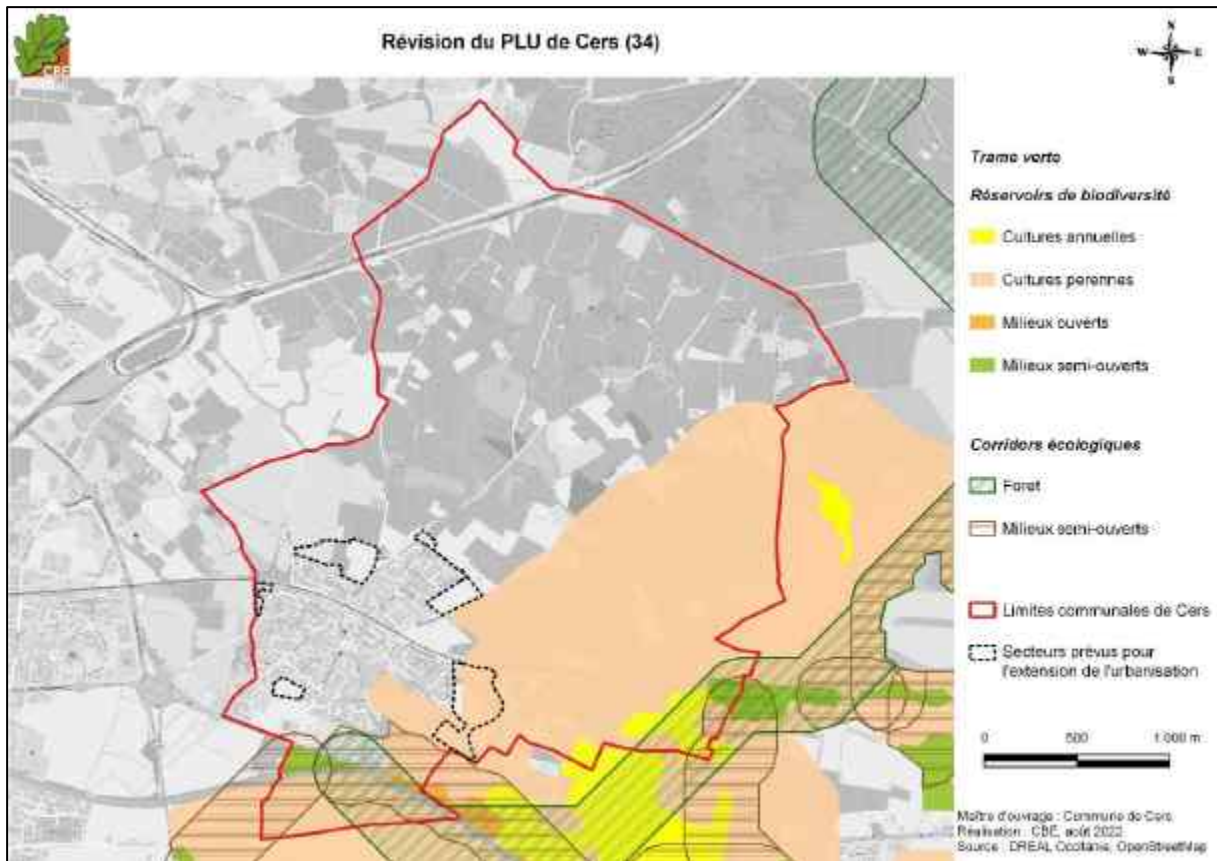 CBE
Révision du PLU de Cers (34)
N
W E
S
Trame verte
Réservoirs de biodiversité
Cultures annuelles
Cultures perennes
Milieux ouverts
Milieux semi-ouverts
Corridors écologiques
Foret
Milieux semi-ouverts
Limites communales de Cers
Secteurs prévus pour
l'extension de l'urbanisation
0 500 1 000 m
Maître d'ouvrage : Commune de Cers
Réalisation : CBE, août 2022
Source : DREAL Occitanie, OpenStreetMap